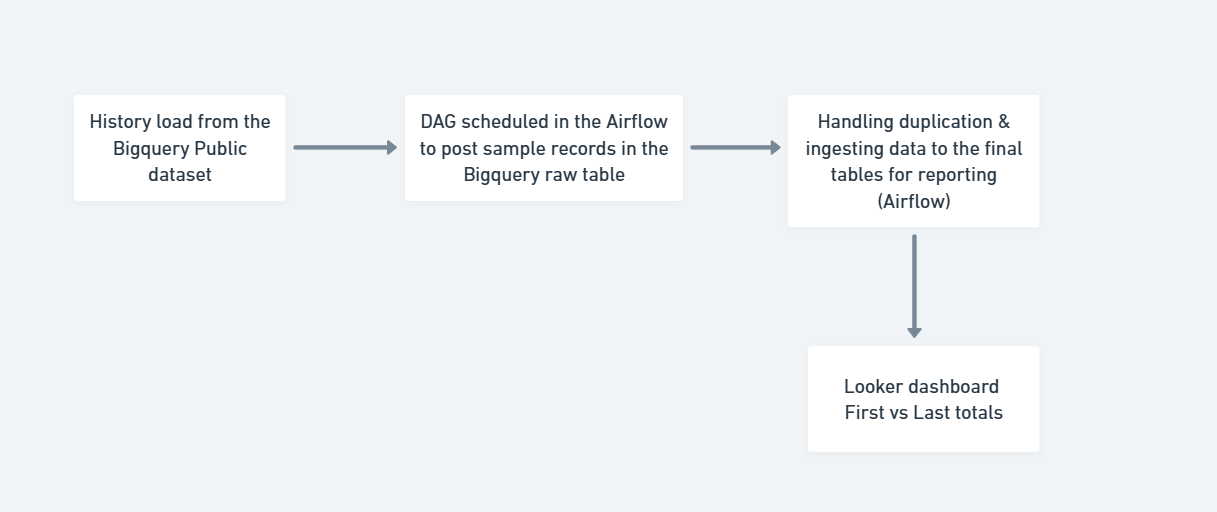 History load from the
Bigquery Public
dataset
DAG scheduled in the Airflow
to post sample records in the
Bigquery raw table
Handling duplication &
ingesting data to the final
tables for reporting
(Airflow)
Looker dashboard
First vs Last totals